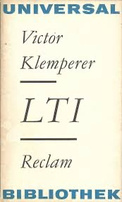 UNIVERSAL
Victor
Klemperer
LTI
Reclam
BIBLIOTHEK